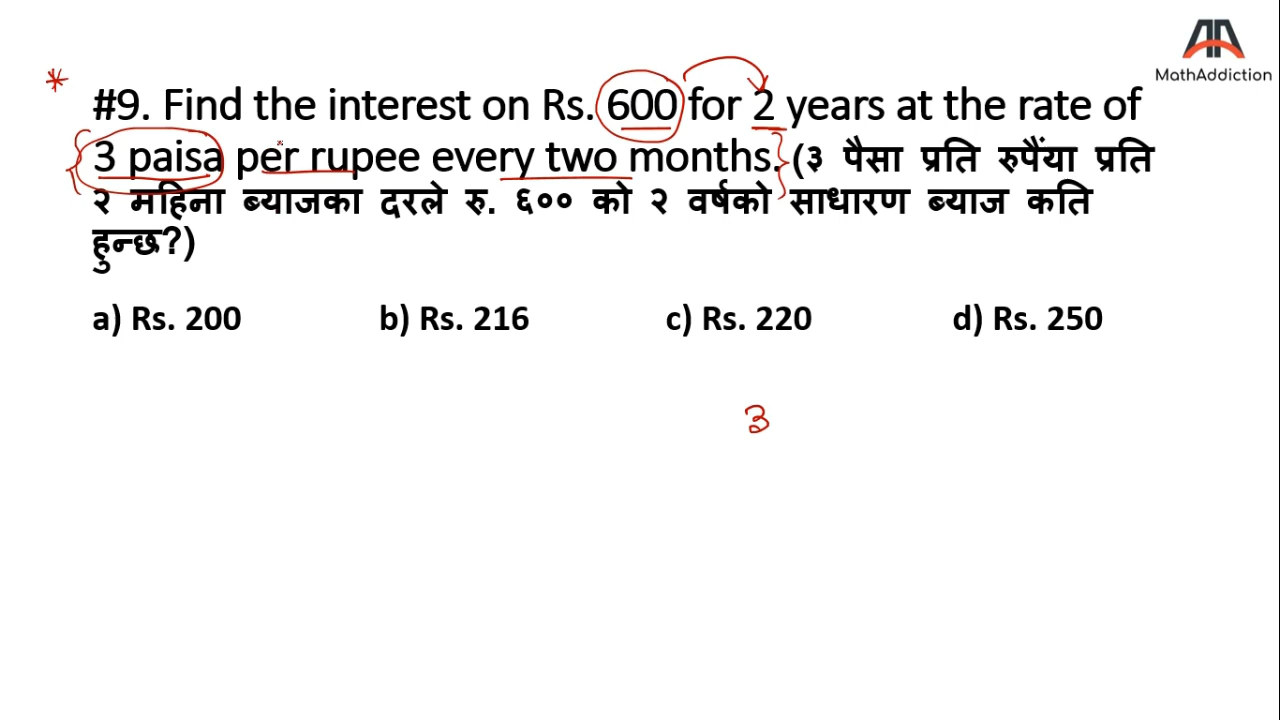 MathAddiction
#9. Find the interest on Rs. 600 for 2 years at the rate of
3 paisa per rupee every two months. (३ पैसा प्रति रुपैंया प्रति
२ महिना ब्याजका दरले रु. ६०० को २ वर्षको साधारण ब्याज कति
हुन्छ?)
a) Rs. 200 b) Rs. 216 c) Rs. 220 d) Rs. 250
3